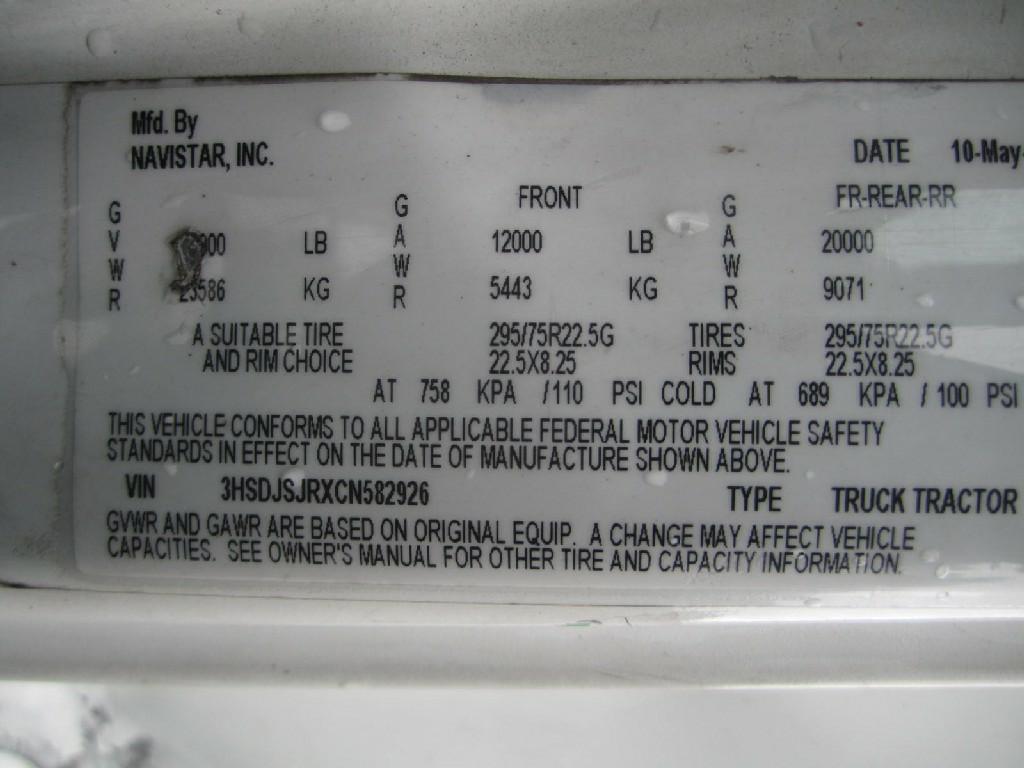 Mfd. By
NAVISTAR, INC. DATE 10-May-
FRONT FR-REAR-RR
GVWR LB GAWR 12000 LB GAWR 20000
23586 KG 5443 KG 9071
A SUITABLE TIRE 295/75R22.5G TIRES 295/75R22.5G
AND RIM CHOICE 22.5X8.25 RIMS 22.5X8.25
AT 758 KPA /110 PSI COLD AT 689 KPA / 100 PSI
THIS VEHICLE CONFORMS TO ALL APPLICABLE FEDERAL MOTOR VEHICLE SAFETY
STANDARDS IN EFFECT ON THE DATE OF MANUFACTURE SHOWN ABOVE.
VIN 3HSDJSJRXCN582926 TYPE TRUCK TRACTOR
GVWR AND GAWR ARE BASED ON ORIGINAL EQUIP. A CHANGE MAY AFFECT VEHICLE
CAPACITIES. SEE OWNER'S MANUAL FOR OTHER TIRE AND CAPACITY INFORMATION.